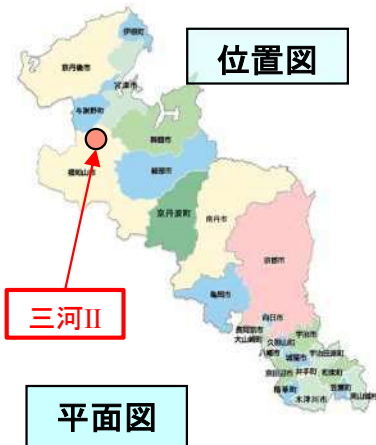 位置図
伊根町
京丹後市
宮津市
与謝野町
舞鶴市
福知山市
綾部市
京丹波町
南丹市
京都市
亀岡市
三河II
向日市
長岡京市
大山崎町
宇治市
久御山町
八幡市
城陽市
宇治田原町
京田辺市
井手町
和束町
精華町
笠置町
木津川市
南山城村
平面図